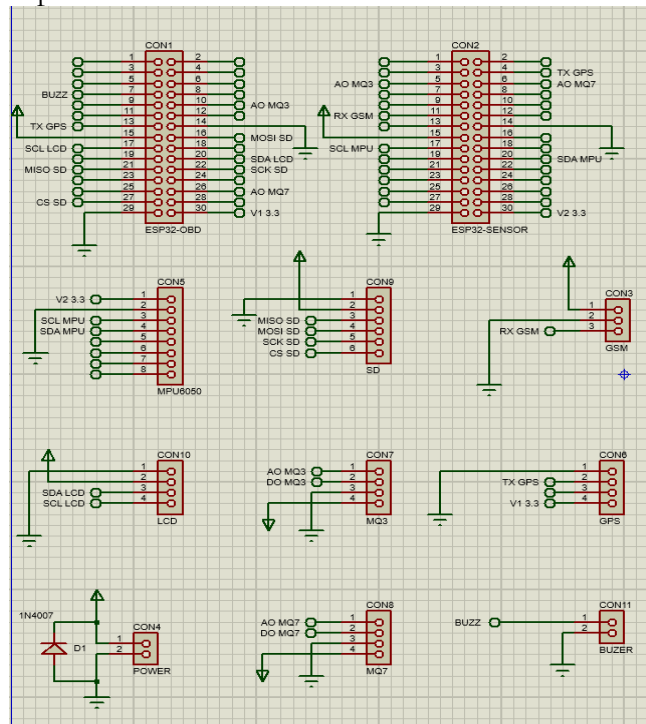 CON1
1 2
3 4
5 6
BUZZ 7 8
9 10 AO MQ3
11 12
TX GPS 13 14
15 16 MOSI SD
SCL LCD 17 18
19 20 SDA LCD
MISO SD 21 22 SCK SD
23 24
25 26 AO MQ7
CS SD 27 28
29 30 V1 3.3
ESP32-OBD
CON2
1 2
3 4 TX GPS
AO MQ3 5 6 AO MQ7
7 8
9 10
RX GSM 11 12
13 14
15 16
SCL MPU 17 18
19 20 SDA MPU
21 22
23 24
25 26
27 28
29 30 V2 3.3
ESP32-SENSOR
CON5
V2 3.3 1
2
SCL MPU 3
SDA MPU 4
5
6
7
8
MPU6050
CON9
1
2
MISO SD 3
MOSI SD 4
SCK SD 5
CS SD 6
SD
CON3
1
2
RX GSM 3
GSM
CON10
1
2
SDA LCD 3
SCL LCD 4
LCD
CON7
AO MQ3 1
DO MQ3 2
3
4
MQ3
CON6
1
TX GPS 2
3
V1 3.3 4
GPS
1N4007
D1
CON4
1
2
POWER
CON8
AO MQ7 1
DO MQ7 2
3
4
MQ7
CON11
BUZZ 1
2
BUZER